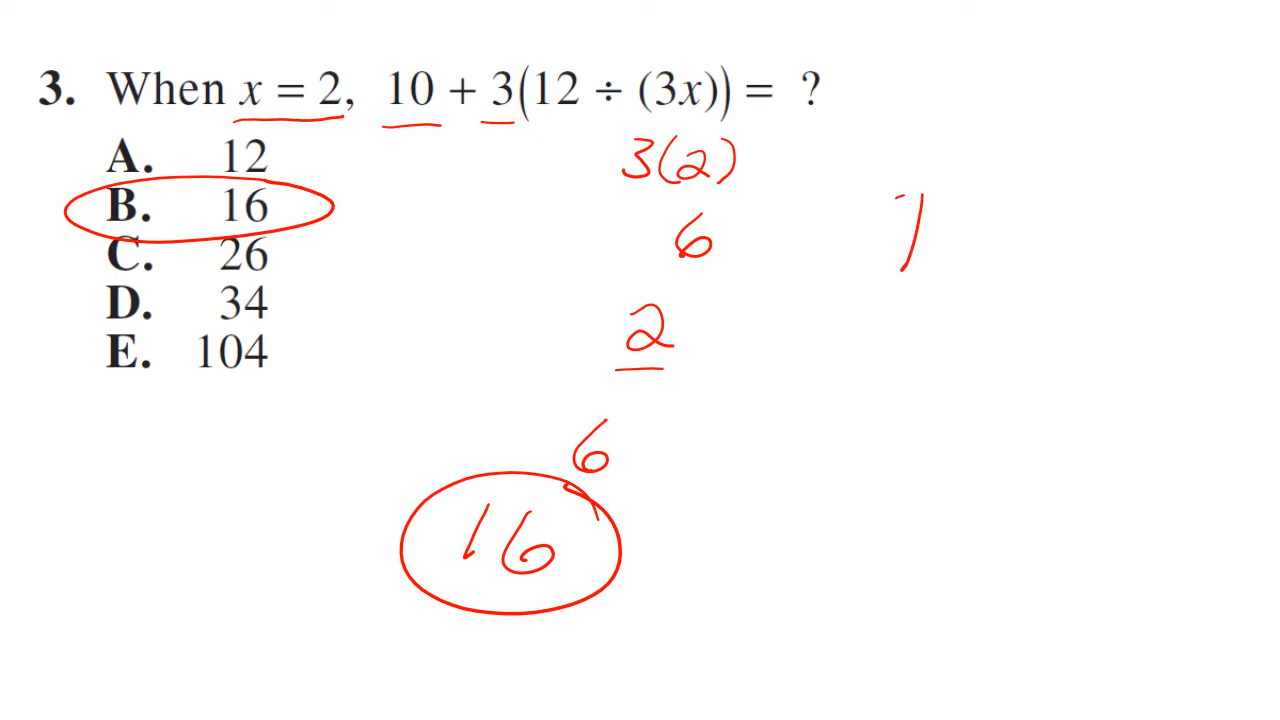 3. When x = 2, 10 + 3(12 ÷ (3x)) = ?
A. 12
B. 16
C. 26
D. 34
E. 104
3(2)
6
2
6
16